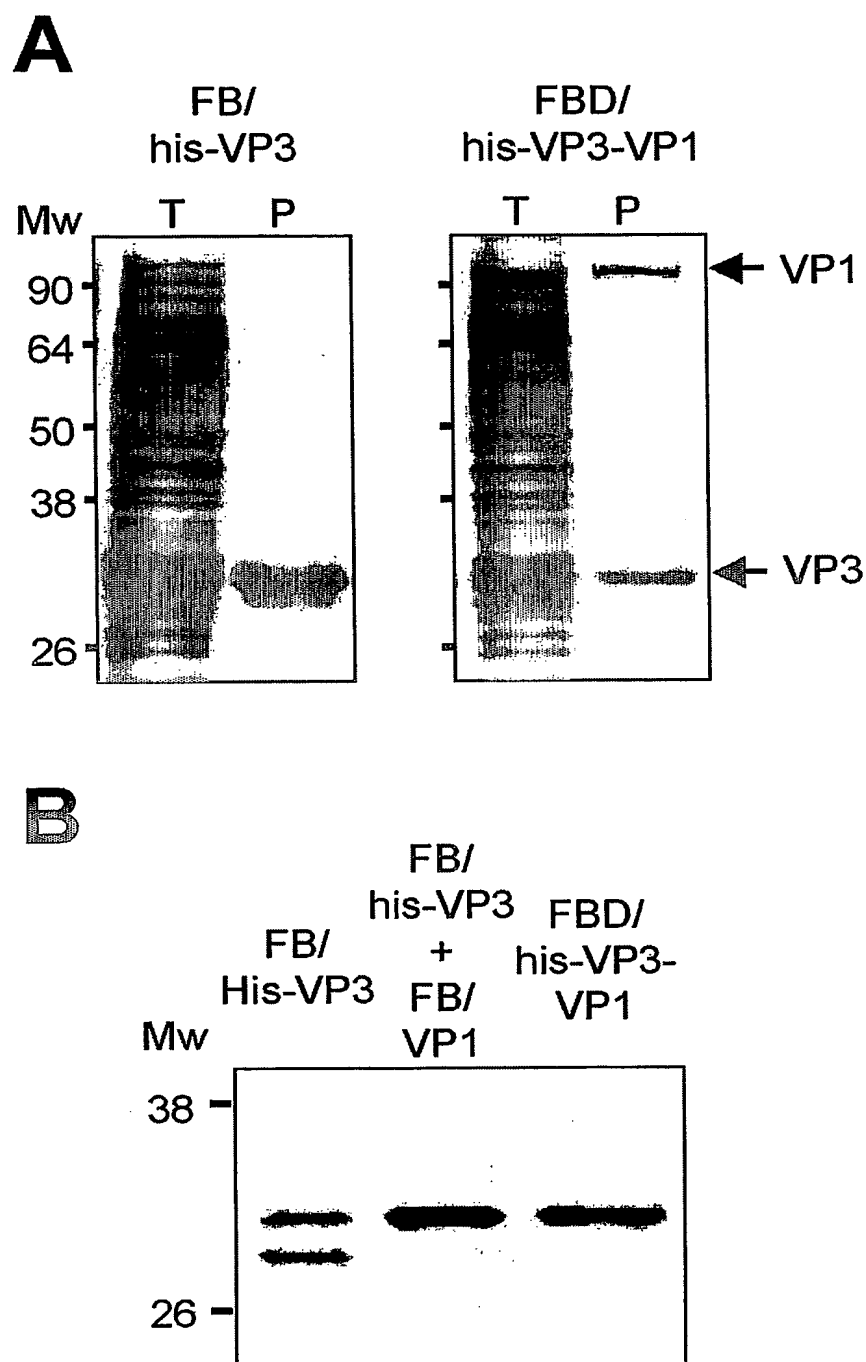 A
FB/
his-VP3
FBD/
his-VP3-VP1
Mw
T
P
T
P
90
64
50
38
26
VP1
VP3
B
FB/
His-VP3
FB/
his-VP3
+
FB/
VP1
FBD/
his-VP3-
VP1
Mw
38
26